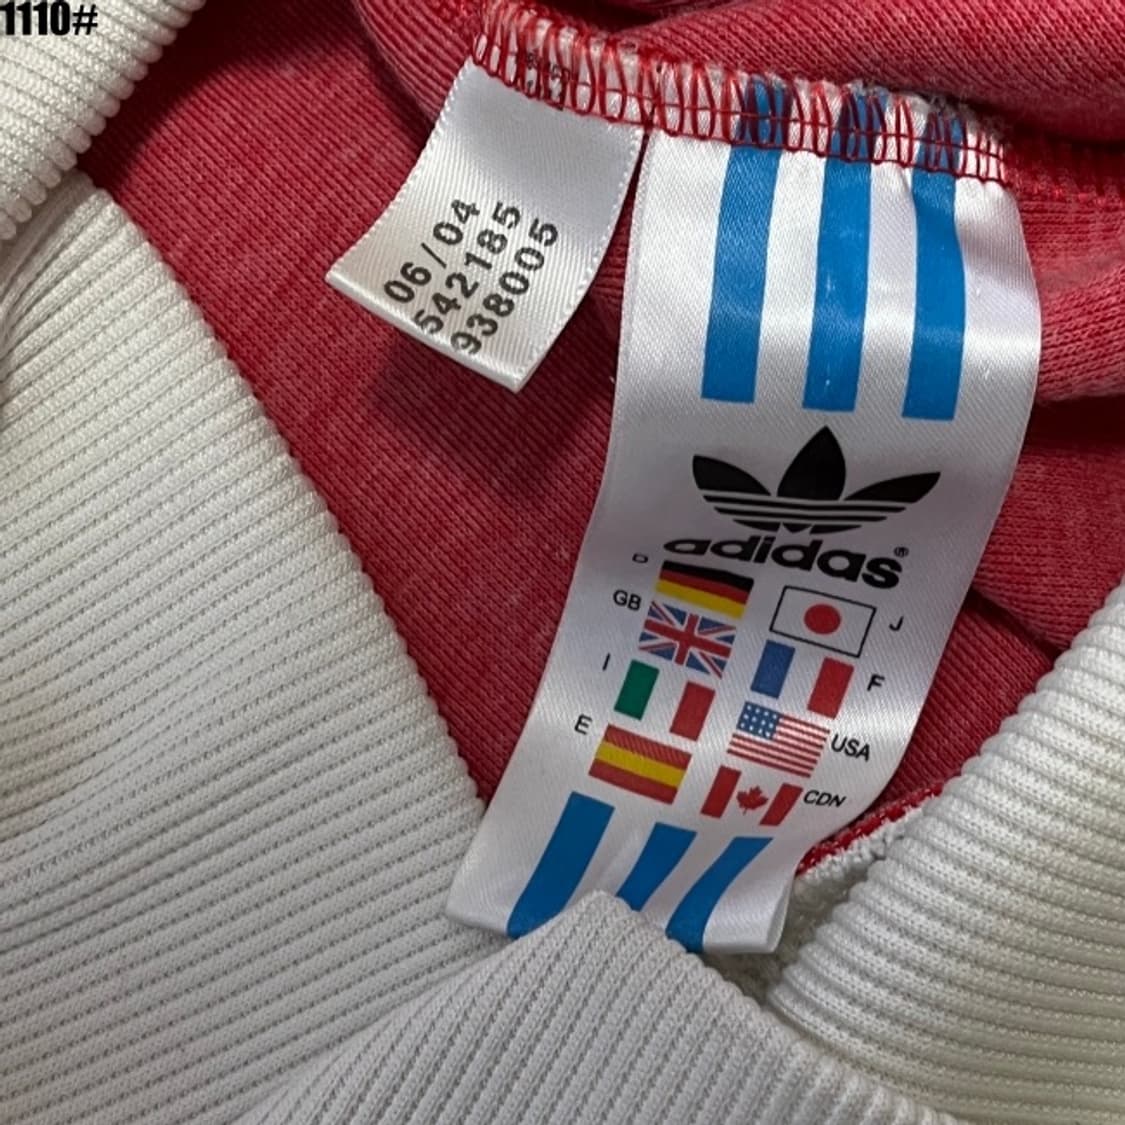 1110#
06/04
542185
938005
adidas®
D
GB
J
I
F
E
USA
CDN